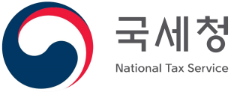 국세청
National Tax Service